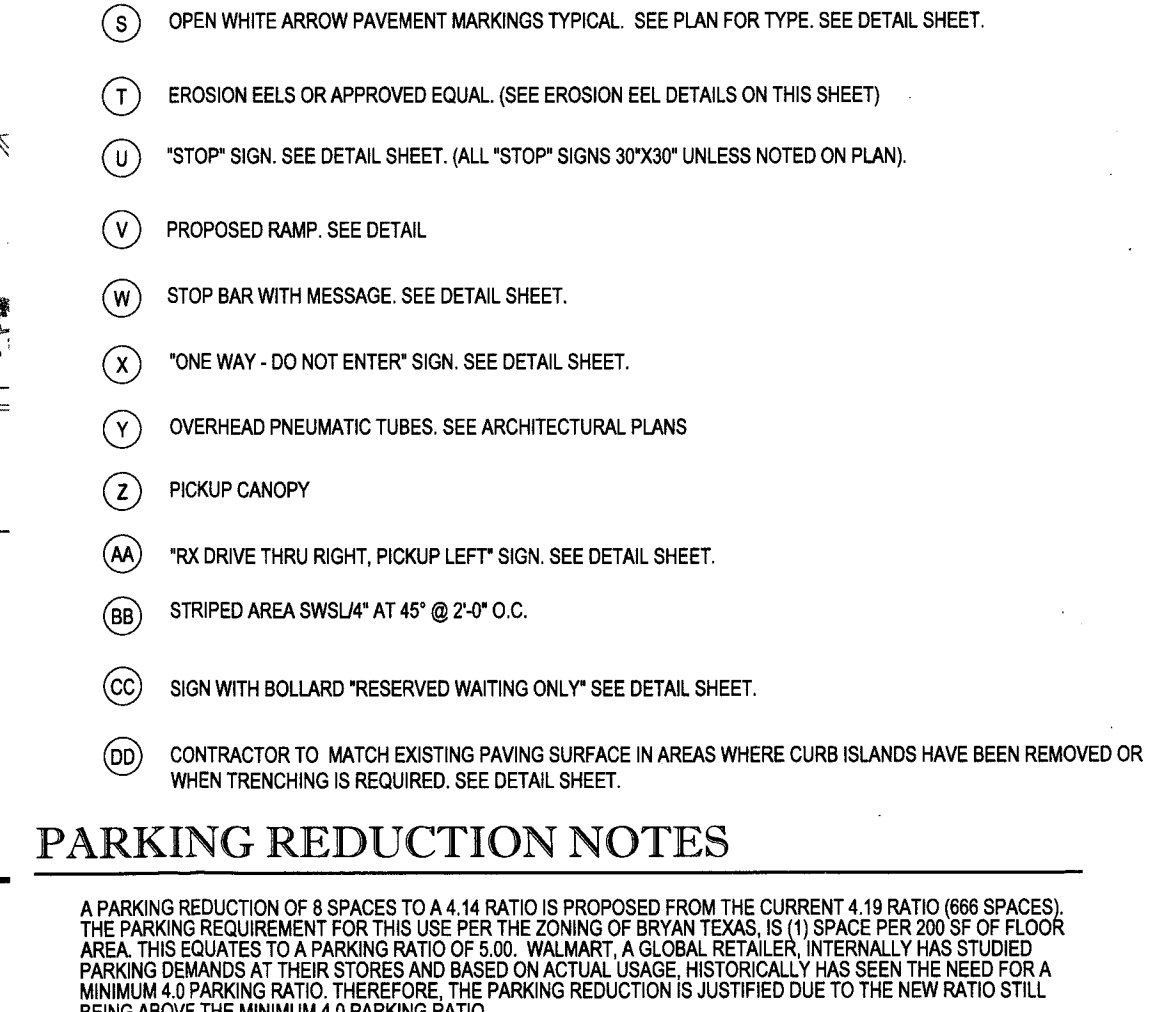 S OPEN WHITE ARROW PAVEMENT MARKINGS TYPICAL. SEE PLAN FOR TYPE. SEE DETAIL SHEET.
T EROSION EELS OR APPROVED EQUAL. (SEE EROSION EEL DETAILS ON THIS SHEET)
U "STOP" SIGN. SEE DETAIL SHEET. (ALL "STOP" SIGNS 30"X30" UNLESS NOTED ON PLAN).
V PROPOSED RAMP. SEE DETAIL
W STOP BAR WITH MESSAGE. SEE DETAIL SHEET.
X "ONE WAY - DO NOT ENTER" SIGN. SEE DETAIL SHEET.
Y OVERHEAD PNEUMATIC TUBES. SEE ARCHITECTURAL PLANS
Z PICKUP CANOPY
AA "RX DRIVE THRU RIGHT, PICKUP LEFT" SIGN. SEE DETAIL SHEET.
BB STRIPED AREA SWSL/4" AT 45° @ 2'-0" O.C.
CC SIGN WITH BOLLARD "RESERVED WAITING ONLY" SEE DETAIL SHEET.
DD CONTRACTOR TO MATCH EXISTING PAVING SURFACE IN AREAS WHERE CURB ISLANDS HAVE BEEN REMOVED OR
WHEN TRENCHING IS REQUIRED. SEE DETAIL SHEET.
PARKING REDUCTION NOTES
A PARKING REDUCTION OF 8 SPACES TO A 4.14 RATIO IS PROPOSED FROM THE CURRENT 4.19 RATIO (666 SPACES).
THE PARKING REQUIREMENT FOR THIS USE PER THE ZONING OF BRYAN TEXAS, IS (1) SPACE PER 200 SF OF FLOOR
AREA. THIS EQUATES TO A PARKING RATIO OF 5.00. WALMART, A GLOBAL RETAILER, INTERNALLY HAS STUDIED
PARKING DEMANDS AT THEIR STORES AND BASED ON ACTUAL USAGE, HISTORICALLY HAS SEEN THE NEED FOR A
MINIMUM 4.0 PARKING RATIO. THEREFORE, THE PARKING REDUCTION IS JUSTIFIED DUE TO THE NEW RATIO STILL
BEING ABOVE THE MINIMUM 4.0 PARKING RATIO